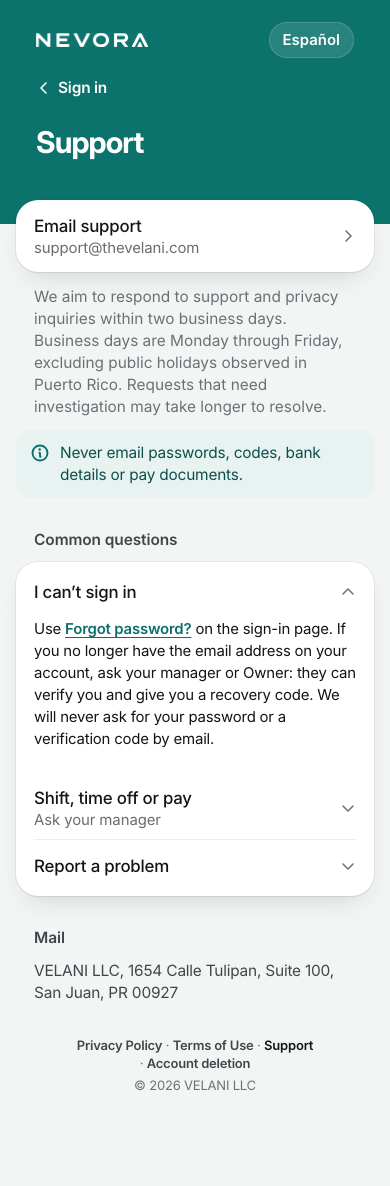 NEVORA
Español
Sign in
Support
Email support
support@thevelani.com
We aim to respond to support and privacy
inquiries within two business days.
Business days are Monday through Friday,
excluding public holidays observed in
Puerto Rico. Requests that need
investigation may take longer to resolve.
Never email passwords, codes, bank
details or pay documents.
Common questions
I can’t sign in
Use Forgot password? on the sign-in page. If
you no longer have the email address on your
account, ask your manager or Owner: they can
verify you and give you a recovery code. We
will never ask for your password or a
verification code by email.
Shift, time off or pay
Ask your manager
Report a problem
Mail
VELANI LLC, 1654 Calle Tulipan, Suite 100,
San Juan, PR 00927
Privacy Policy · Terms of Use · Support
· Account deletion
© 2026 VELANI LLC